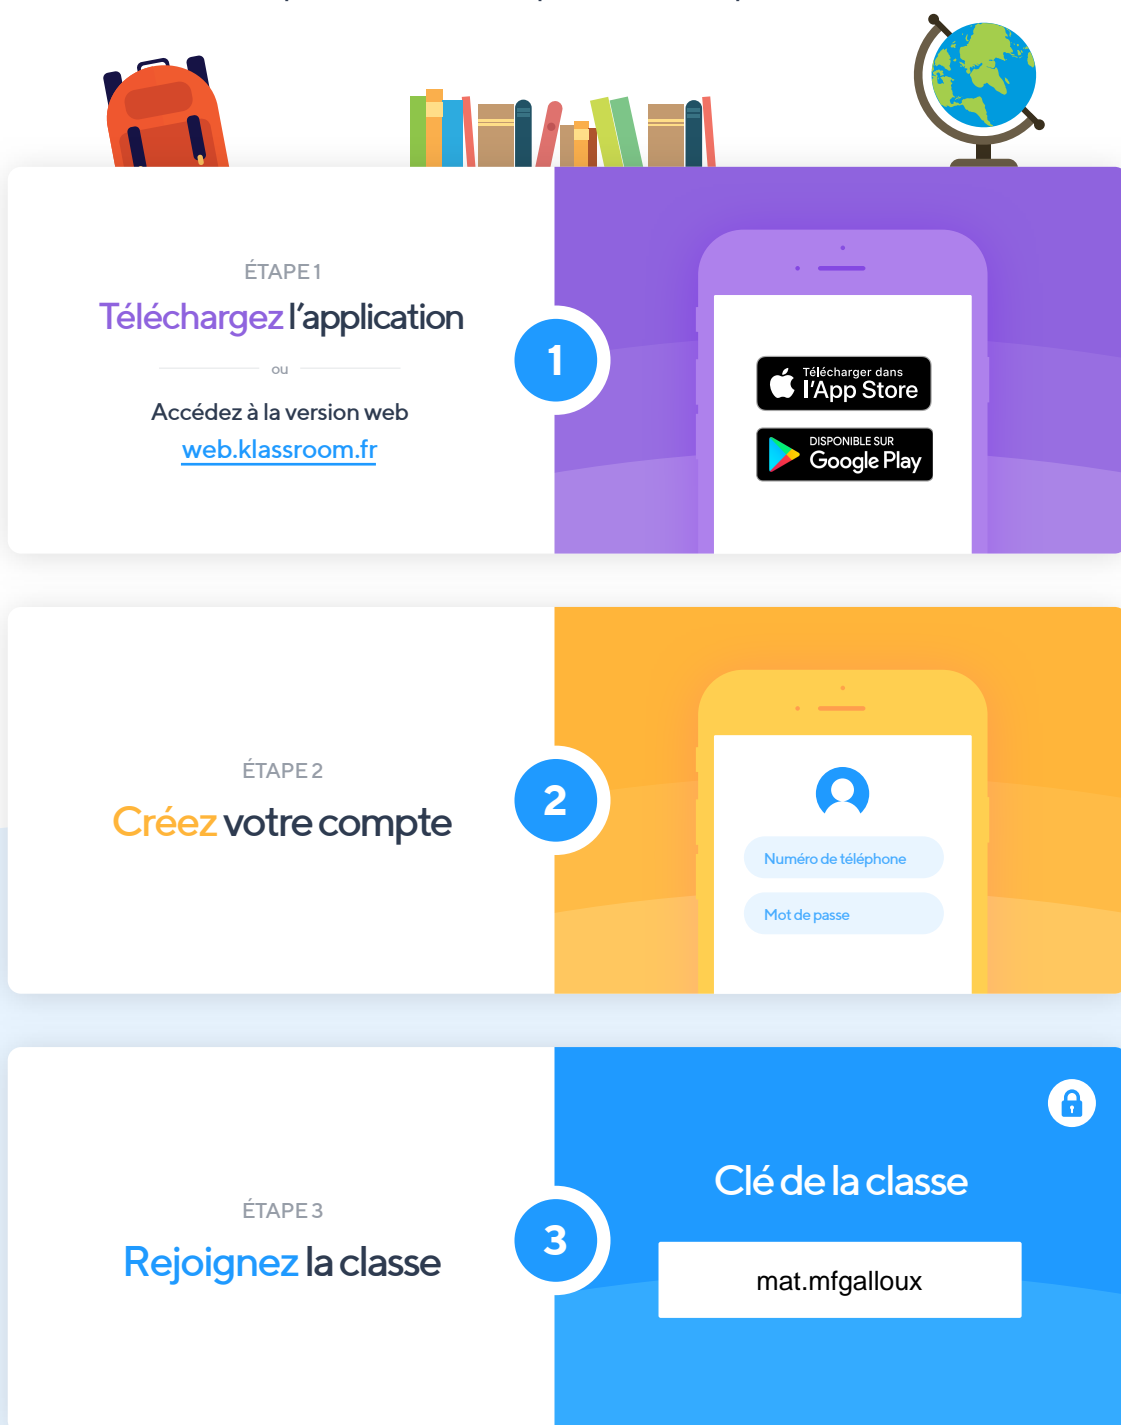 ÉTAPE 1
Téléchargez l’application
ou
Accédez à la version web
web.klassroom.fr
1
Télécharger dans
l’App Store
DISPONIBLE SUR
Google Play
ÉTAPE 2
Créez votre compte
2
Numéro de téléphone
Mot de passe
ÉTAPE 3
Rejoignez la classe
3
Clé de la classe
mat.mfgalloux